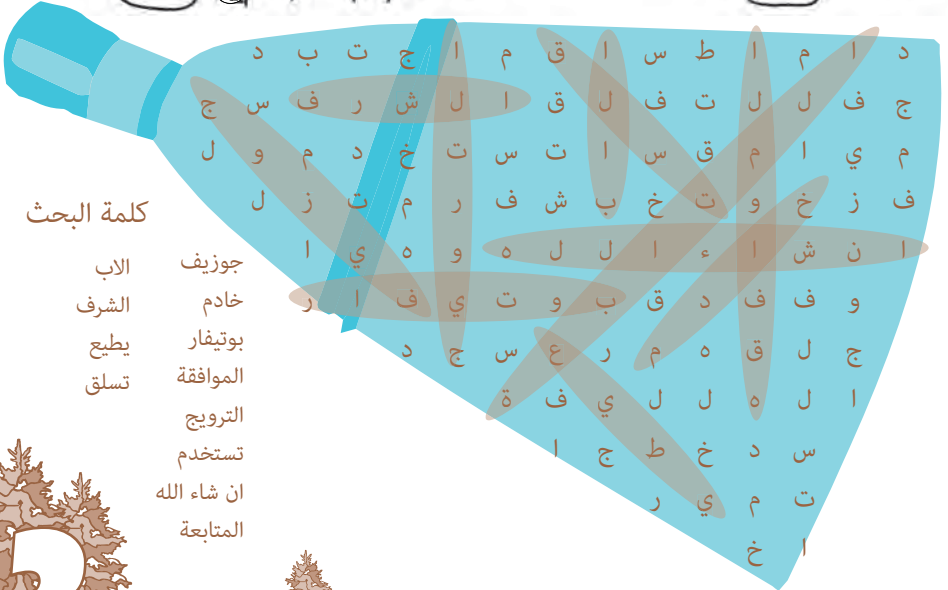 د ا م ا ط س ا ق م ا ج ت ب د
ج ف ل ل ت ف ل ق ا ل ش ر ف س ج
م ي ا م ق س ا ت س ت خ د م و ل
ف ز خ و ت خ ب ش ف ر م ت ز ل
ا ن ش ا ء ا ل ل ه و ه ي ا
و ف ف د ق ب و ت ي ف ا ر
ج ل ق ه م ر ع س ج د
ا ل ه ل ل ي ف ة
س د خ ط ج ا
ت م ي ر
ا خ
كلمة البحث
جوزيف
خادم
بوتيفار
الموافقة
الترويج
تستخدم
ان شاء الله
المتابعة
الاب
الشرف
يطيع
تسلق